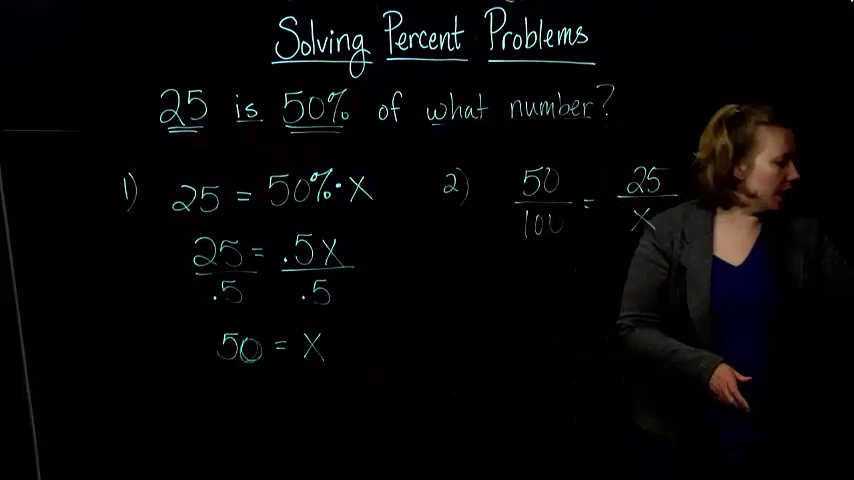 Solving Percent Problems
25 is 50% of what number?
1) 25 = 50% · X
25 = .5X
.5 .5
50 = X
2) 50/100 = 25/X